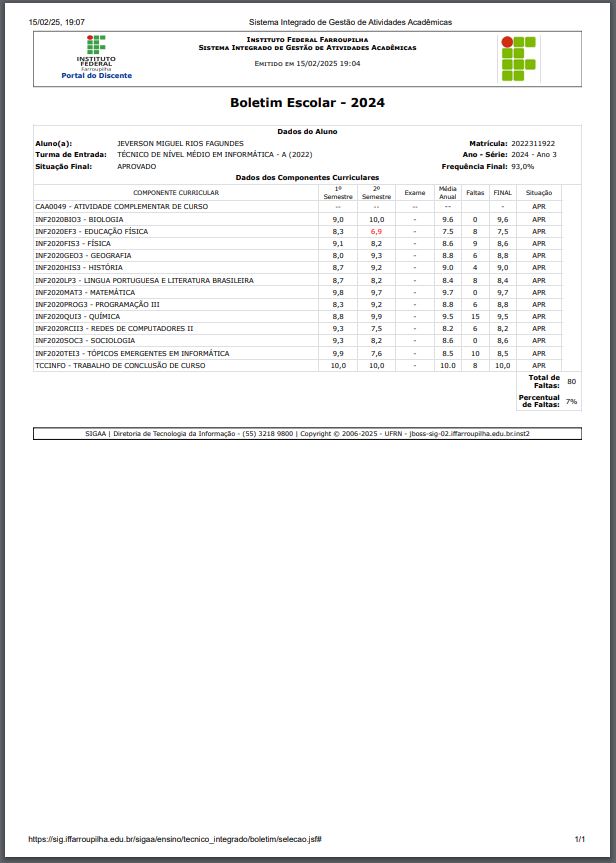 15/02/25, 19:07 Sistema Integrado de Gestão de Atividades Acadêmicas
INSTITUTO FEDERAL
Farroupilha
Portal do Discente
INSTITUTO FEDERAL FARROUPILHA
SISTEMA INTEGRADO DE GESTÃO DE ATIVIDADES ACADÊMICAS
EMITIDO EM 15/02/2025 19:04
Boletim Escolar - 2024
Dados do Aluno
Aluno(a): JEVERSON MIGUEL RIOS FAGUNDES Matrícula: 2022311922
Turma de Entrada: TÉCNICO DE NÍVEL MÉDIO EM INFORMÁTICA - A (2022) Ano - Série: 2024 - Ano 3
Situação Final: APROVADO Frequência Final: 93,0%
Dados dos Componentes Curriculares
COMPONENTE CURRICULAR 1º Semestre 2º Semestre Exame Média Anual Faltas FINAL Situação
CAA0049 - ATIVIDADE COMPLEMENTAR DE CURSO -- -- -- -- - APR
INF2020BIO3 - BIOLOGIA 9,0 10,0 - 9.6 0 9,6 APR
INF2020EF3 - EDUCAÇÃO FÍSICA 8,3 6,9 - 7.5 8 7,5 APR
INF2020FIS3 - FÍSICA 9,1 8,2 - 8.6 9 8,6 APR
INF2020GEO3 - GEOGRAFIA 8,0 9,3 - 8.8 6 8,8 APR
INF2020HIS3 - HISTÓRIA 8,7 9,2 - 9.0 4 9,0 APR
INF2020LP3 - LINGUA PORTUGUESA E LITERATURA BRASILEIRA 8,7 8,2 - 8.4 8 8,4 APR
INF2020MAT3 - MATEMÁTICA 9,8 9,7 - 9.7 0 9,7 APR
INF2020PROG3 - PROGRAMAÇÃO III 8,3 9,2 - 8.8 6 8,8 APR
INF2020QUI3 - QUÍMICA 8,8 9,9 - 9.5 15 9,5 APR
INF2020RCII3 - REDES DE COMPUTADORES II 9,3 7,5 - 8.2 6 8,2 APR
INF2020SOC3 - SOCIOLOGIA 9,3 8,2 - 8.6 0 8,6 APR
INF2020TEI3 - TÓPICOS EMERGENTES EM INFORMÁTICA 9,9 7,6 - 8.5 10 8,5 APR
TCCINFO - TRABALHO DE CONCLUSÃO DE CURSO 10,0 10,0 - 10.0 8 10,0 APR
Total de Faltas: 80
Percentual de Faltas: 7%
SIGAA | Diretoria de Tecnologia da Informação - (55) 3218 9800 | Copyright © 2006-2025 - UFRN - jboss-sig-02.iffarroupilha.edu.br.inst2
https://sig.iffarroupilha.edu.br/sigaa/ensino/tecnico_integrado/boletim/selecao.jsf# 1/1